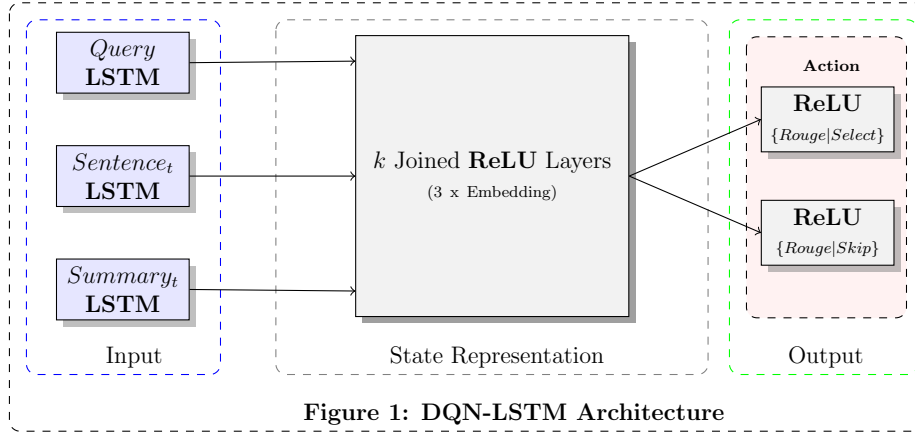 Query
LSTM
Sentence_t
LSTM
Summary_t
LSTM
Input
k Joined ReLU Layers
(3 x Embedding)
State Representation
Action
ReLU
{Rouge|Select}
ReLU
{Rouge|Skip}
Output
Figure 1: DQN-LSTM Architecture